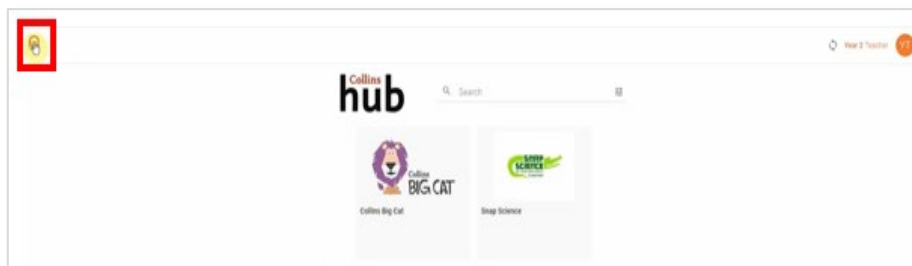 Year 2 Teacher
YT
Collins
hub
Search
Collins
BIG CAT
SNAP
SCIENCE
Collins Big Cat
Snap Science